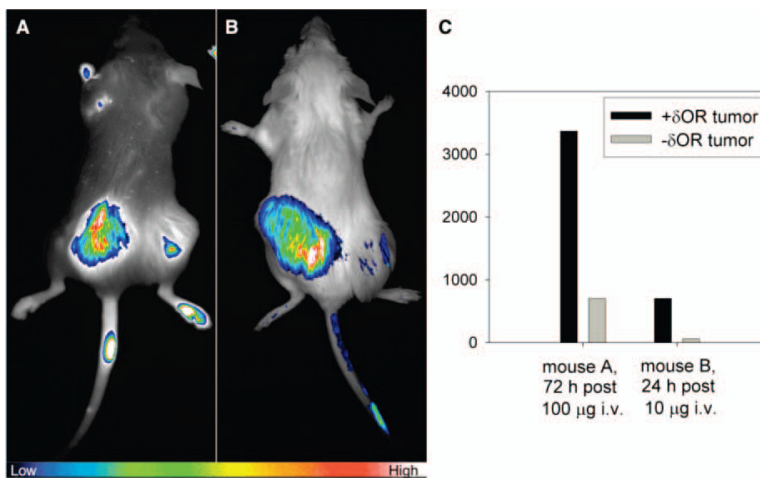 A
B
C
Low
High
4000
3000
2000
1000
0
+δOR tumor
-δOR tumor
mouse A,
72 h post
100 μg i.v.
mouse B,
24 h post
10 μg i.v.